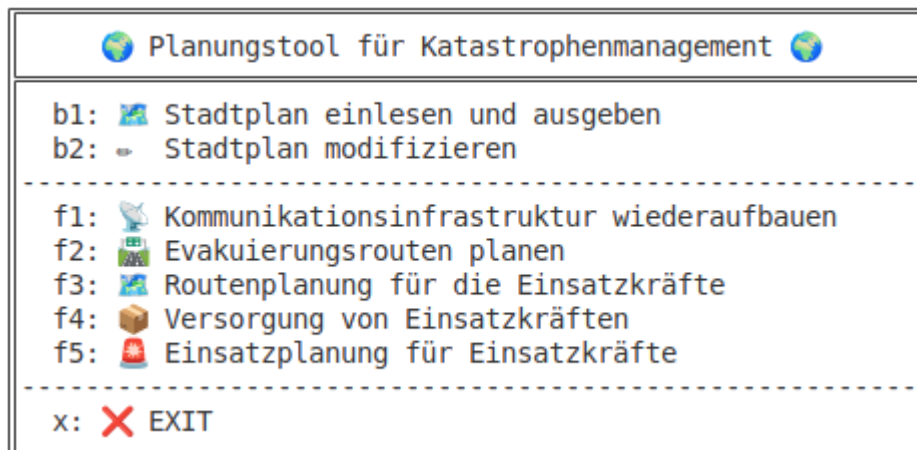 🌍 Planungstool für Katastrophenmanagement 🌍
b1: 🗺️ Stadtplan einlesen und ausgeben
b2: ✏ Stadtplan modifizieren
f1: 📡 Kommunikationsinfrastruktur wiederaufbauen
f2: 🛣️ Evakuierungsrouten planen
f3: 🗺️ Routenplanung für die Einsatzkräfte
f4: 📦 Versorgung von Einsatzkräften
f5: 🚨 Einsatzplanung für Einsatzkräfte
x: ❌ EXIT